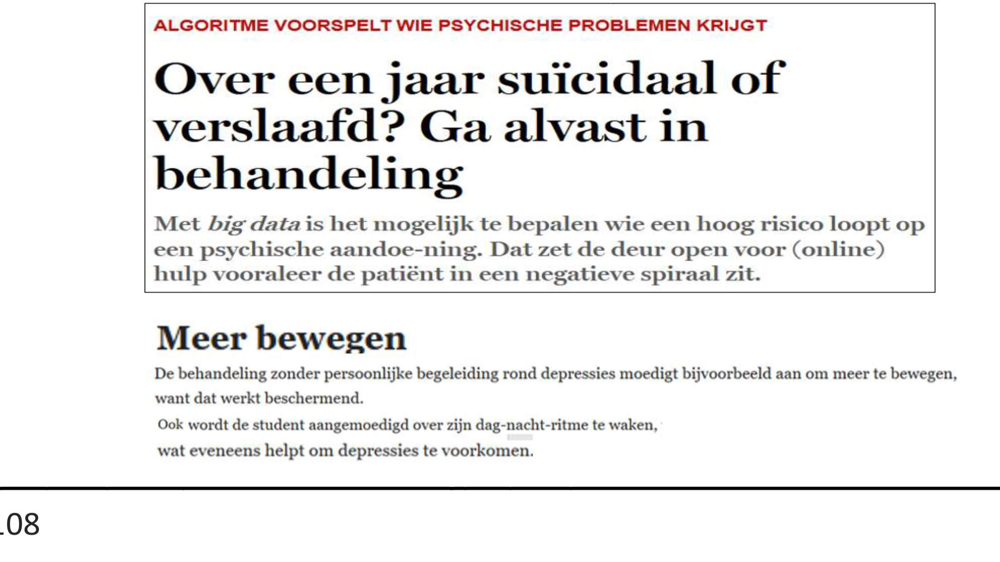 ALGORITME VOORSPELT WIE PSYCHISCHE PROBLEMEN KRIJGT
Over een jaar suïcidaal of
verslaafd? Ga alvast in
behandeling
Met big data is het mogelijk te bepalen wie een hoog risico loopt op
een psychische aandoe-ning. Dat zet de deur open voor (online)
hulp vooraleer de patiënt in een negatieve spiraal zit.
Meer bewegen
De behandeling zonder persoonlijke begeleiding rond depressies moedigt bijvoorbeeld aan om meer te bewegen,
want dat werkt beschermend.
Ook wordt de student aangemoedigd over zijn dag-nacht-ritme te waken,
wat eveneens helpt om depressies te voorkomen.
108